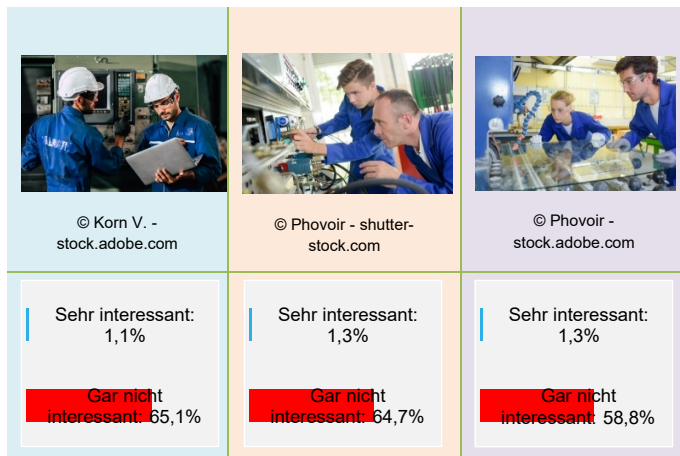 © Korn V. -
stock.adobe.com
© Phovoir - shutter-
stock.com
© Phovoir -
stock.adobe.com
Sehr interessant:
1,1%
Gar nicht
interessant: 65,1%
Sehr interessant:
1,3%
Gar nicht
interessant: 64,7%
Sehr interessant:
1,3%
Gar nicht
interessant: 58,8%